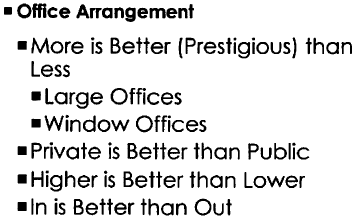 ▪ Office Arrangement
▪ More is Better (Prestigious) than
Less
▪ Large Offices
▪ Window Offices
▪ Private is Better than Public
▪ Higher is Better than Lower
▪ In is Better than Out